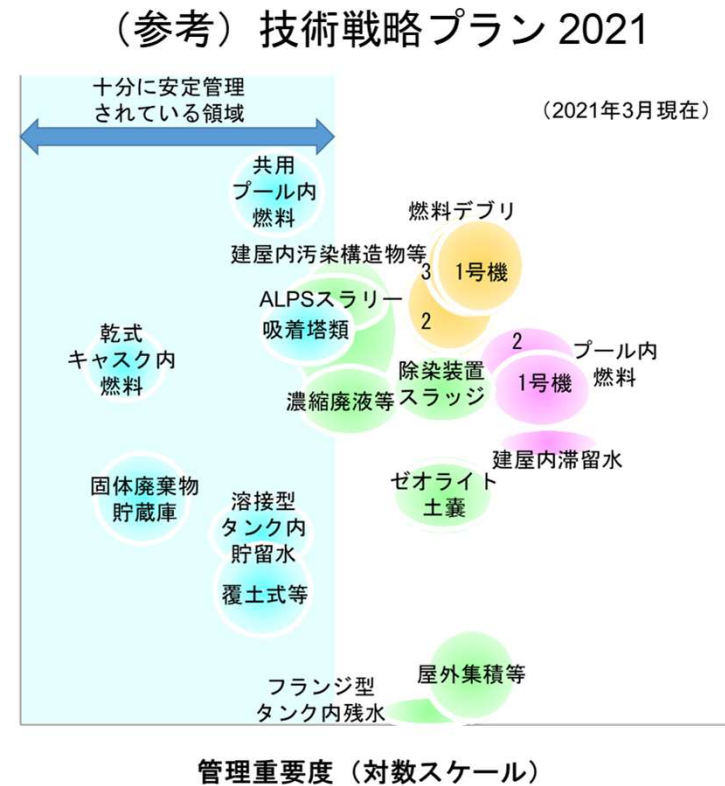 （参考）技術戦略プラン 2021
十分に安定管理
されている領域
（2021年3月現在）
共用
プール内
燃料
燃料デブリ
建屋内汚染構造物等
3
1号機
ALPSスラリー
吸着塔類
2
乾式
キャスク内
燃料
2
プール内
燃料
1号機
除染装置
スラッジ
濃縮廃液等
建屋内滞留水
ゼオライト
土嚢
固体廃棄物
貯蔵庫
溶接型
タンク内
貯留水
覆土式等
屋外集積等
フランジ型
タンク内残水
管理重要度（対数スケール）